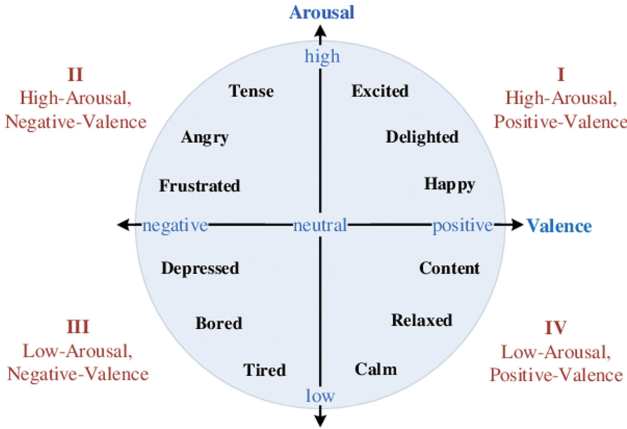 Arousal
high
II
High-Arousal,
Negative-Valence
I
High-Arousal,
Positive-Valence
Tense
Excited
Angry
Delighted
Frustrated
Happy
negative
neutral
positive
Valence
Depressed
Content
Bored
Relaxed
III
Low-Arousal,
Negative-Valence
IV
Low-Arousal,
Positive-Valence
Tired
Calm
low